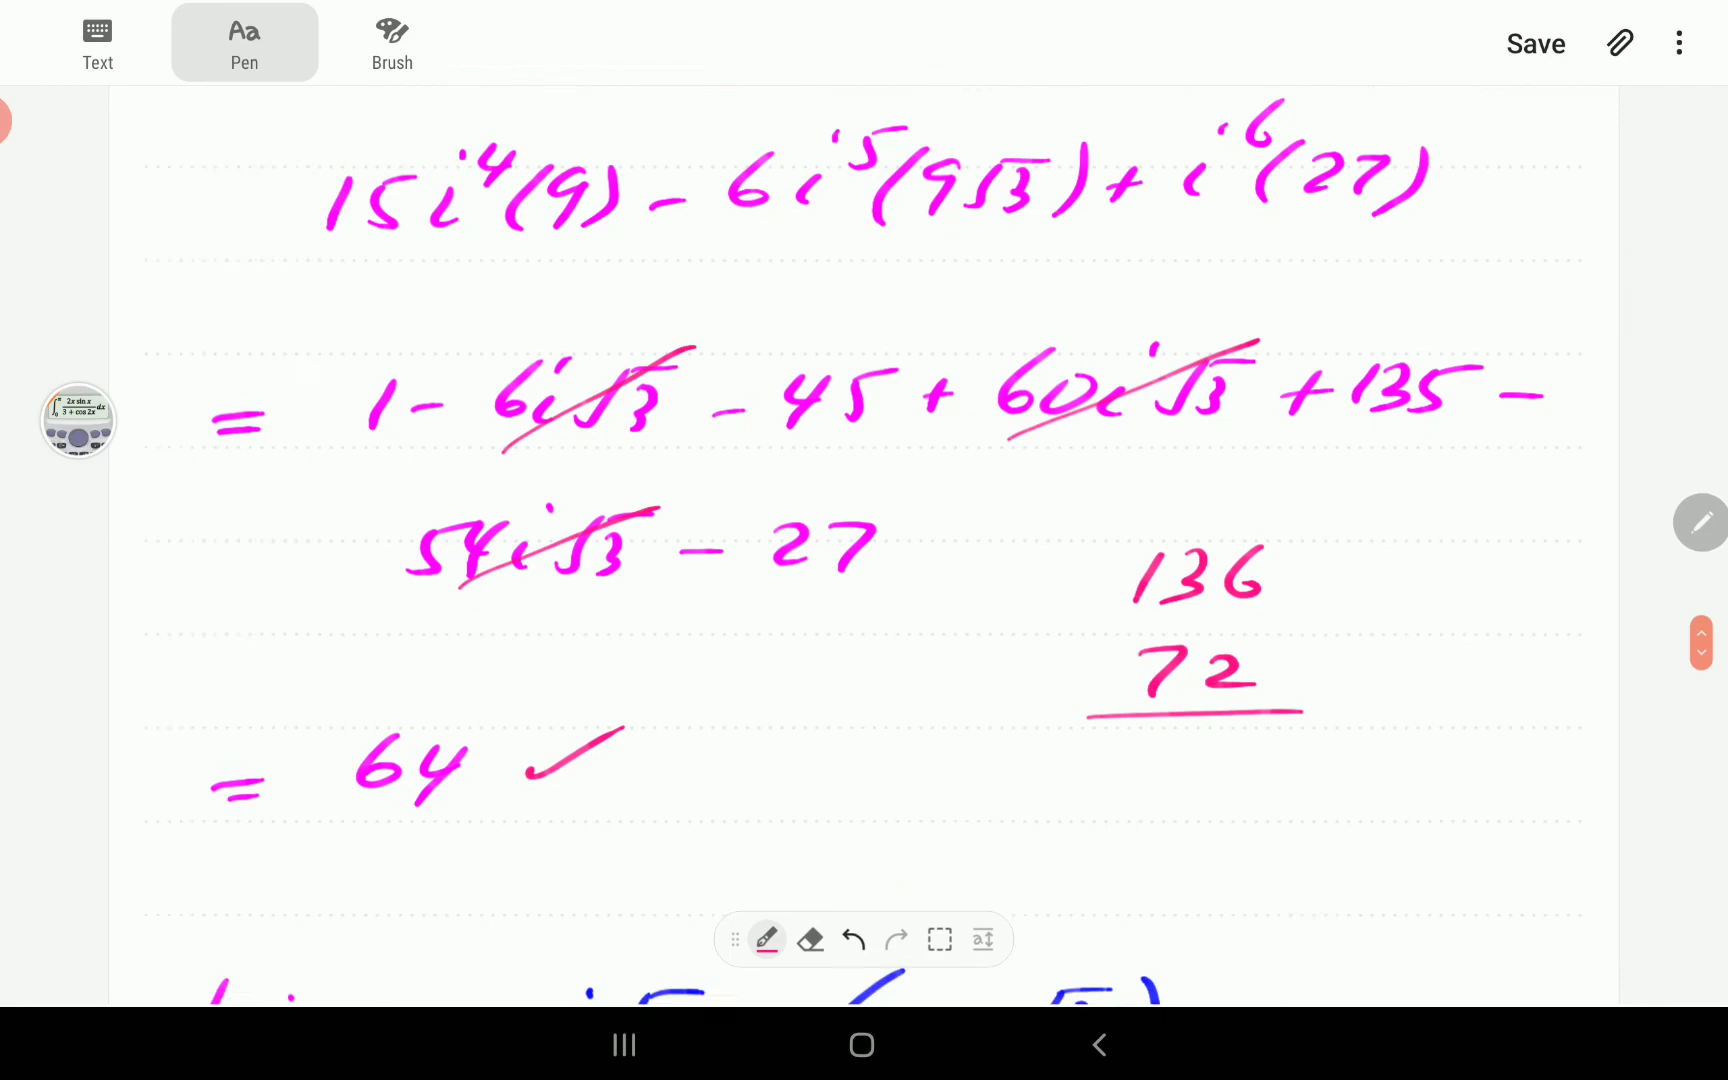 Text
Aa
Pen
Brush
Save
15i⁴(9) - 6i⁵(9√3) + i⁶(27)
= 1 - 6i√3 - 45 + 60i√3 + 135 -
54i√3 - 27
136
72
= 64 ✓